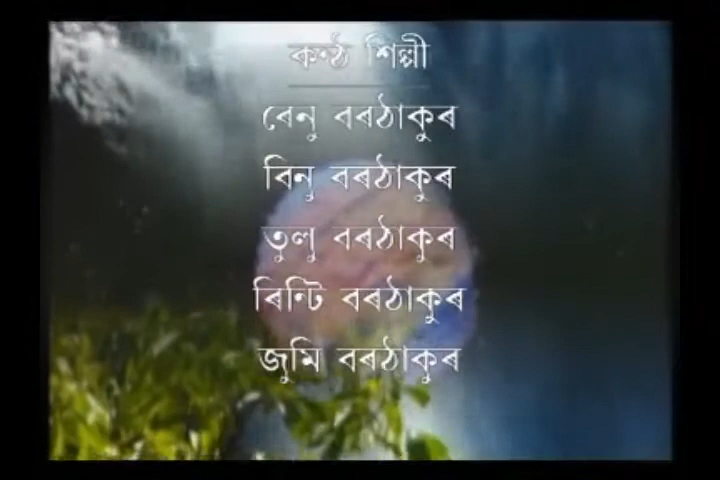 কণ্ঠ শিল্পী
ৰেনু বৰঠাকুৰ
বিনু বৰঠাকুৰ
তুলু বৰঠাকুৰ
ৰিন্টি বৰঠাকুৰ
জুমি বৰঠাকুৰ